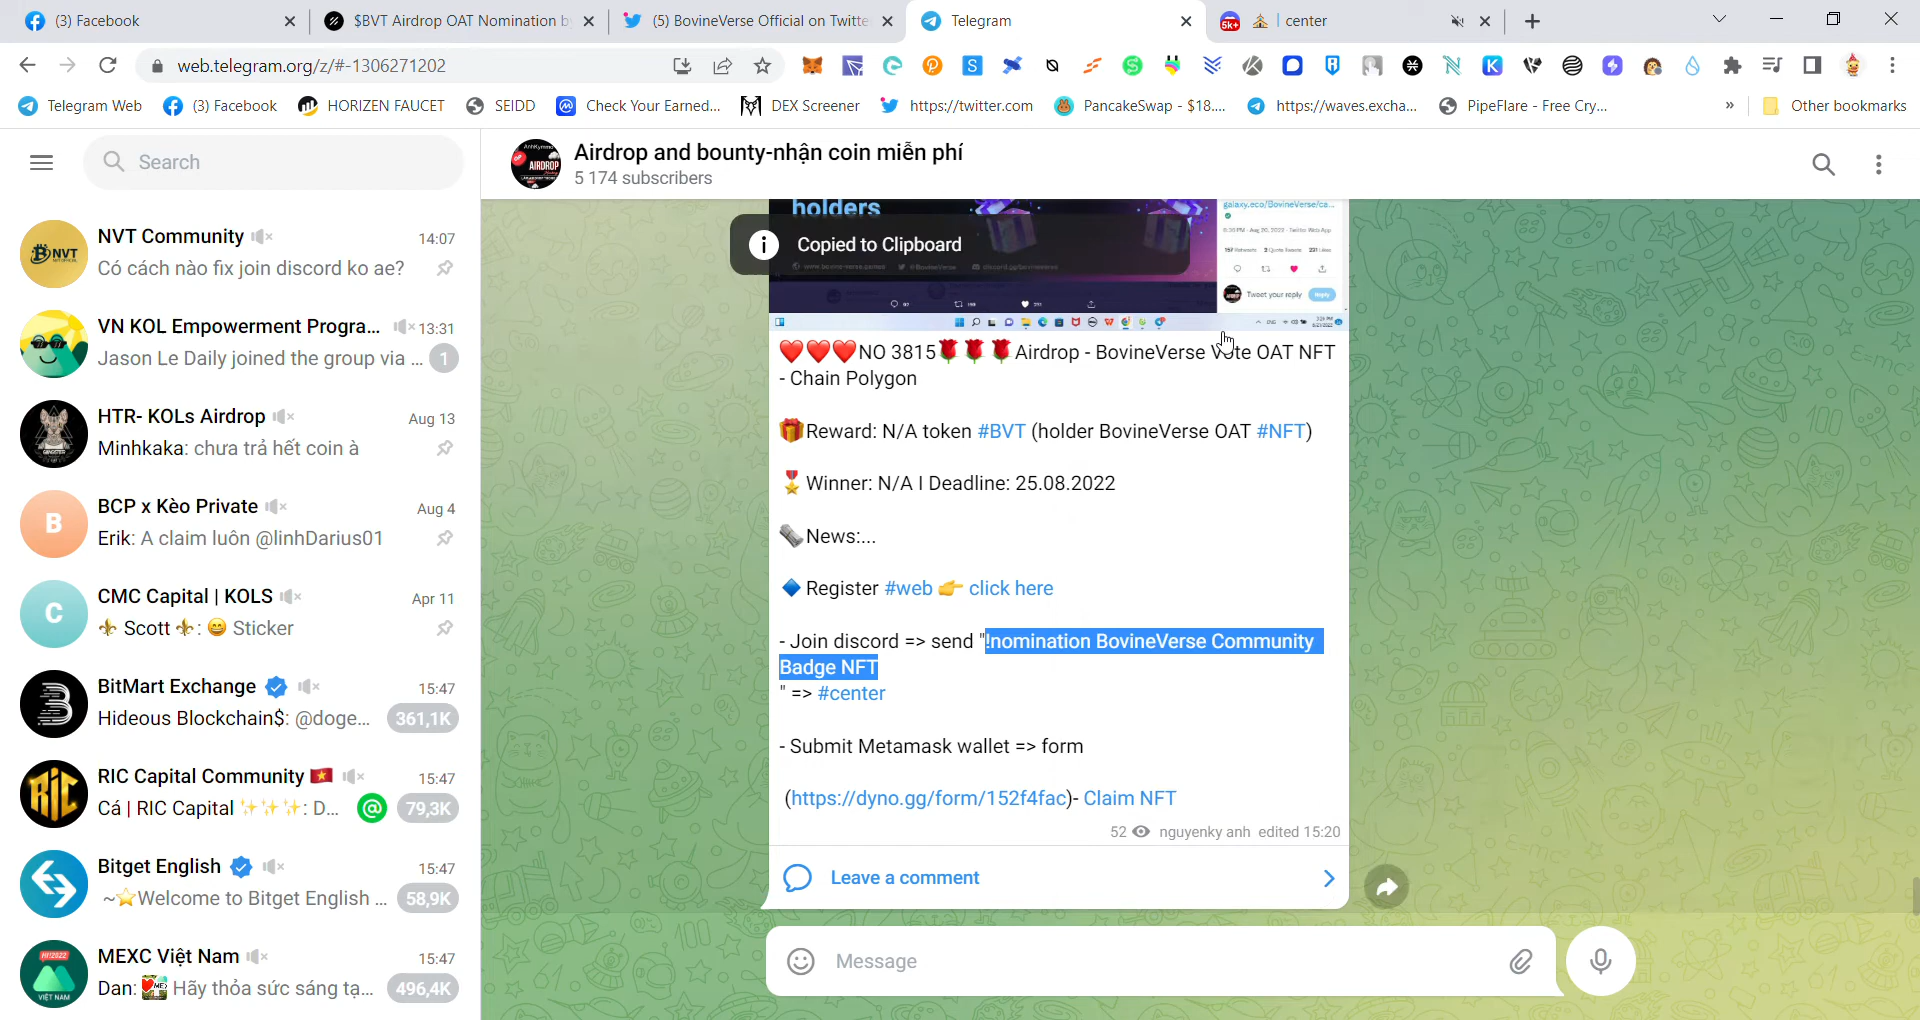 (3) Facebook
$BVT Airdrop OAT Nomination b
(5) BovineVerse Official on Twitte
Telegram
5k+
center
web.telegram.org/z/#-1306271202
Telegram Web
(3) Facebook
HORIZEN FAUCET
SEIDD
Check Your Earned...
DEX Screener
https://twitter.com
PancakeSwap - $18....
https://waves.excha...
PipeFlare - Free Cry...
»
Other bookmarks
Search
Airdrop and bounty-nhận coin miễn phí
5 174 subscribers
NVT Community
14:07
Có cách nào fix join discord ko ae?
VN KOL Empowerment Progra...
13:31
Jason Le Daily joined the group via ...
1
HTR- KOLs Airdrop
Aug 13
Minhkaka: chưa trả hết coin à
B
BCP x Kèo Private
Aug 4
Erik: A claim luôn @linhDarius01
C
CMC Capital | KOLS
Apr 11
⚜️ Scott ⚜️: 😄 Sticker
BitMart Exchange
15:47
Hideous Blockchain$: @doge...
361,1K
RIC Capital Community 🇻🇳
15:47
Cá | RIC Capital ✨✨✨: D...
@
79,3K
Bitget English
15:47
~⭐Welcome to Bitget English ...
58,9K
MEXC Việt Nam
15:47
Dan: Hãy thỏa sức sáng tạ...
496,4K
holders
galaxy.eco/BovineVerse/ca...
Tweet your reply
Reply
Copied to Clipboard
❤️❤️❤️NO 3815🌹🌹🌹Airdrop - BovineVerse Vote OAT NFT
- Chain Polygon
🎁Reward: N/A token #BVT (holder BovineVerse OAT #NFT)
🎖Winner: N/A I Deadline: 25.08.2022
🗞News:...
🔷 Register #web 👉 click here
- Join discord => send "!nomination BovineVerse Community
Badge NFT
" => #center
- Submit Metamask wallet => form
(https://dyno.gg/form/152f4fac)- Claim NFT
52 nguyenky anh edited 15:20
Leave a comment
Message